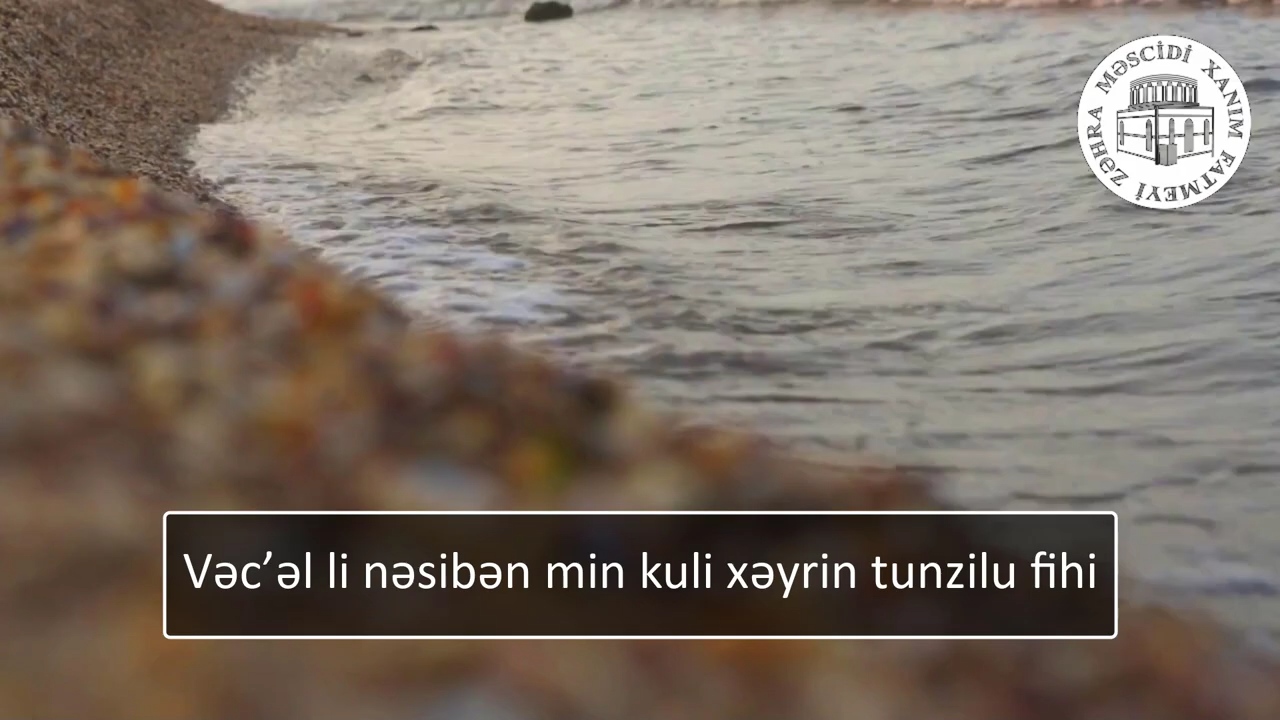 MƏSCİDİ XANIM FATMEYİ ZƏHRA
Vəc’əl li nəsibən min kuli xəyrin tunzilu fihi